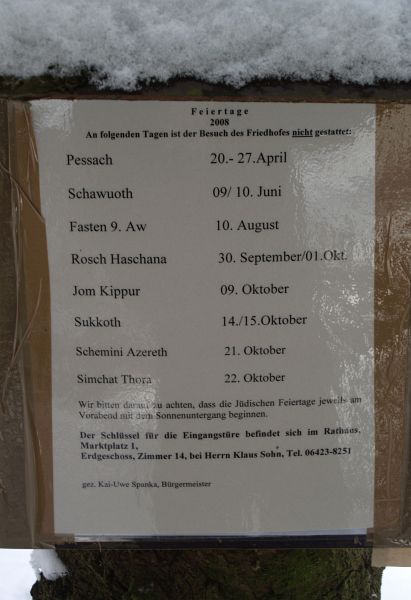 Feiertage
2008
An folgenden Tagen ist der Besuch des Friedhofes nicht gestattet:
Pessach 20.- 27.April
Schawuoth 09/ 10. Juni
Fasten 9. Aw 10. August
Rosch Haschana 30. September/01.Okt.
Jom Kippur 09. Oktober
Sukkoth 14./15.Oktober
Schemini Azereth 21. Oktober
Simchat Thora 22. Oktober
Wir bitten darauf zu achten, dass die Jüdischen Feiertage jeweils am
Vorabend mit dem Sonnenuntergang beginnen.
Der Schlüssel für die Eingangstüre befindet sich im Rathaus,
Marktplatz 1,
Erdgeschoss, Zimmer 14, bei Herrn Klaus Sohn, Tel. 06423-8251
gez. Kai-Uwe Spanka, Bürgermeister